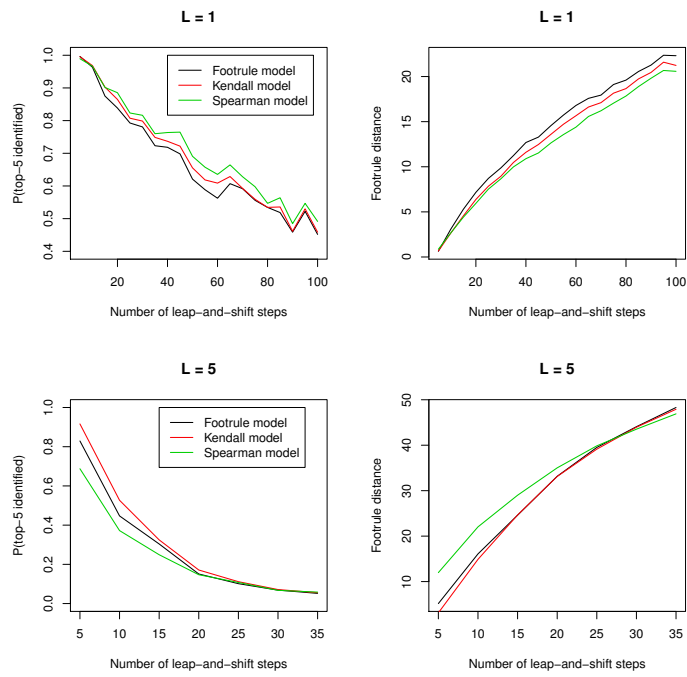 L = 1
P(top−5 identified)
1.0
0.9
0.8
0.7
0.6
0.5
0.4
Footrule model
Kendall model
Spearman model
20 40 60 80 100
Number of leap−and−shift steps
L = 1
Footrule distance
20
15
10
5
0
20 40 60 80 100
Number of leap−and−shift steps
L = 5
P(top−5 identified)
1.0
0.8
0.6
0.4
0.2
0.0
Footrule model
Kendall model
Spearman model
5 10 15 20 25 30 35
Number of leap−and−shift steps
L = 5
Footrule distance
50
40
30
20
10
5 10 15 20 25 30 35
Number of leap−and−shift steps